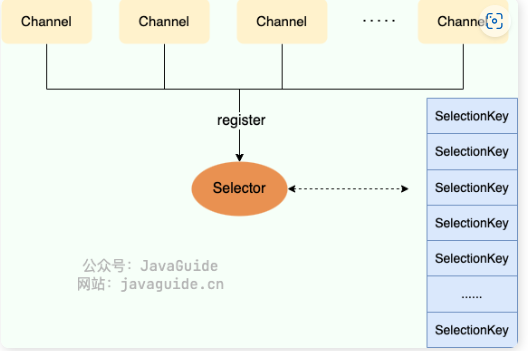 Channel
Channel
Channel
·····
Channel
register
Selector
SelectionKey
SelectionKey
SelectionKey
SelectionKey
SelectionKey
......
SelectionKey
公众号：JavaGuide
网站：javaguide.cn